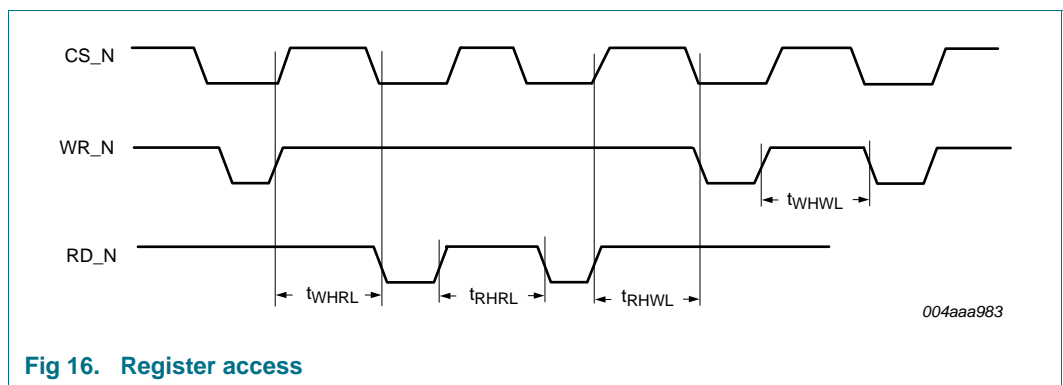 CS_N
WR_N
tWHWL
RD_N
tWHRL
tRHRL
tRHWL
004aaa983
Fig 16. Register access